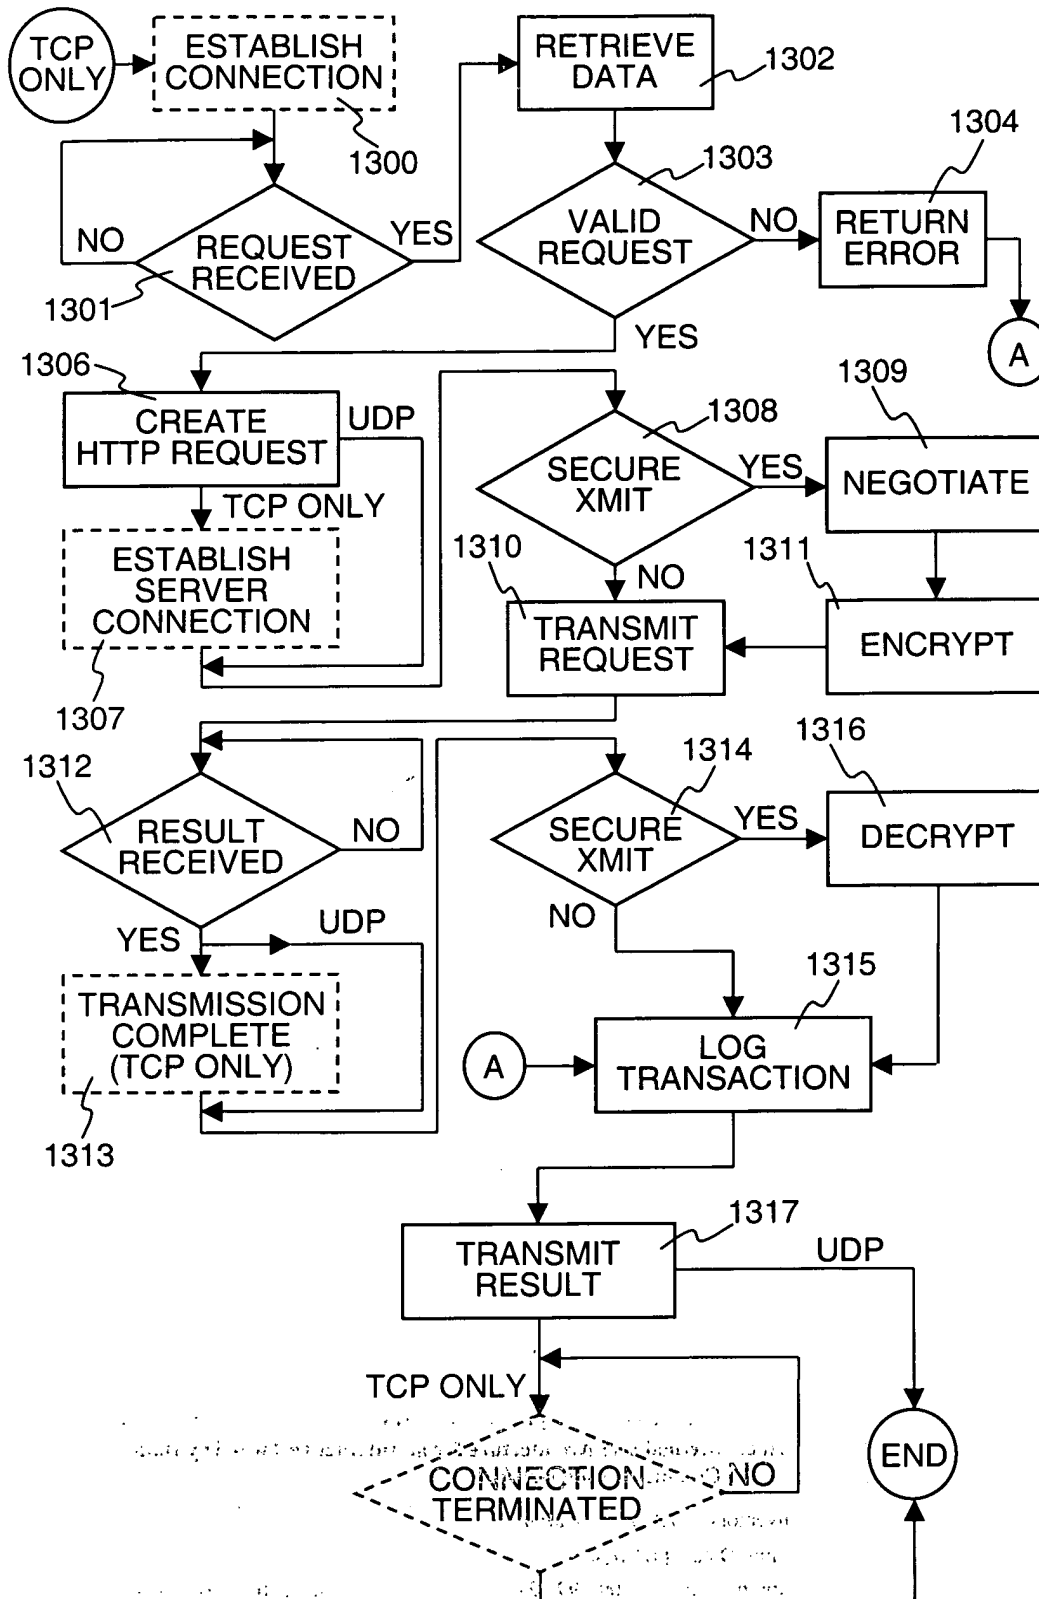 TCP
ONLY
ESTABLISH
CONNECTION
1300
RETRIEVE
DATA
1302
1303
1304
NO
REQUEST
RECEIVED
YES
1301
VALID
REQUEST
NO
RETURN
ERROR
YES
A
1306
CREATE
HTTP REQUEST
UDP
TCP ONLY
ESTABLISH
SERVER
CONNECTION
1307
1308
SECURE
XMIT
YES
1309
NEGOTIATE
NO
1310
TRANSMIT
REQUEST
1311
ENCRYPT
1312
RESULT
RECEIVED
NO
YES
UDP
TRANSMISSION
COMPLETE
(TCP ONLY)
1313
1314
SECURE
XMIT
YES
1316
DECRYPT
NO
1315
A
LOG
TRANSACTION
1317
TRANSMIT
RESULT
UDP
TCP ONLY
CONNECTION
TERMINATED
NO
END